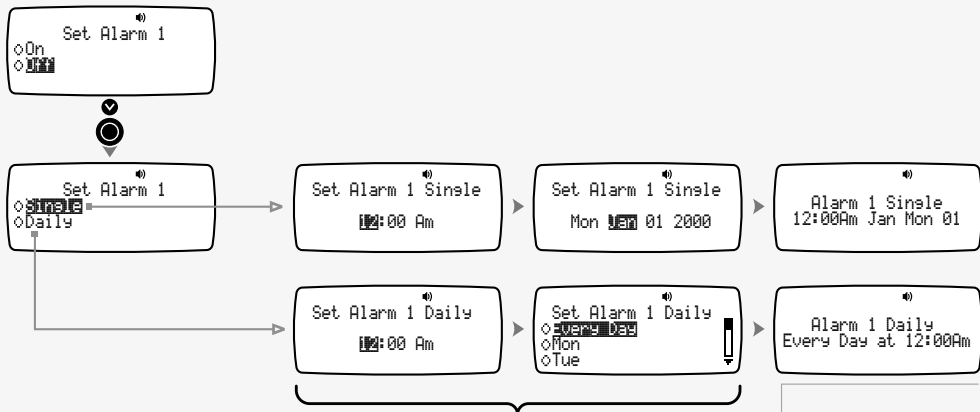 Set Alarm 1
◇On
◇Off
Set Alarm 1
◇Single
◇Daily
Set Alarm 1 Single
12:00 Am
Set Alarm 1 Single
Mon Jan 01 2000
Alarm 1 Single
12:00Am Jan Mon 01
Set Alarm 1 Daily
12:00 Am
Set Alarm 1 Daily
◇Every Day
◇Mon
◇Tue
Alarm 1 Daily
Every Day at 12:00Am